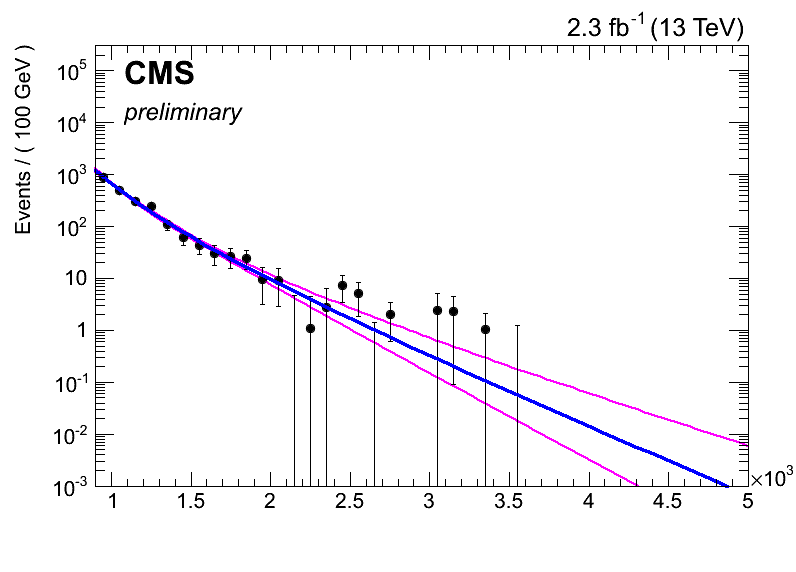 2.3 fb⁻¹ (13 TeV)
CMS
preliminary
Events / ( 100 GeV )
10⁵
10⁴
10³
10²
10
1
10⁻¹
10⁻²
10⁻³
1 1.5 2 2.5 3 3.5 4 4.5 5
×10³